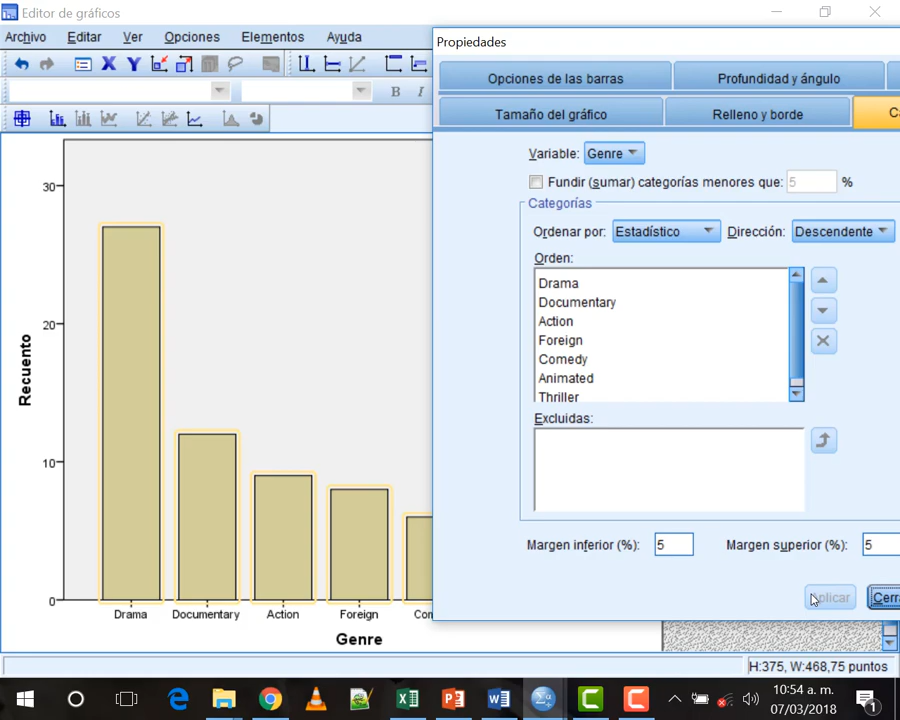 Editor de gráficos
Archivo Editar Ver Opciones Elementos Ayuda
B I
Propiedades
Opciones de las barras Profundidad y ángulo
Tamaño del gráfico Relleno y borde Ca
Variable: Genre
Fundir (sumar) categorías menores que: 5 %
Categorías
Ordenar por: Estadístico Dirección: Descendente
Orden:
Drama
Documentary
Action
Foreign
Comedy
Animated
Thriller
Excluidas:
Margen inferior (%): 5 Margen superior (%): 5
Aplicar Cerra
30
20
10
0
Recuento
Drama Documentary Action Foreign Com
Genre
H:375, W:468,75 puntos
10:54 a. m.
07/03/2018